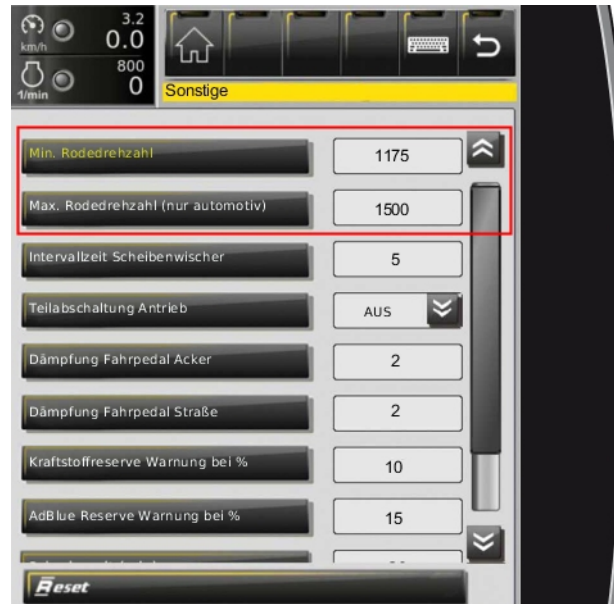 3.2
km/h 0.0
800
1/min 0
Sonstige
Min. Rodedrehzahl 1175
Max. Rodedrehzahl (nur automotiv) 1500
Intervallzeit Scheibenwischer 5
Teilabschaltung Antrieb AUS
Dämpfung Fahrpedal Acker 2
Dämpfung Fahrpedal Straße 2
Kraftstoffreserve Warnung bei % 10
AdBlue Reserve Warnung bei % 15
Reset